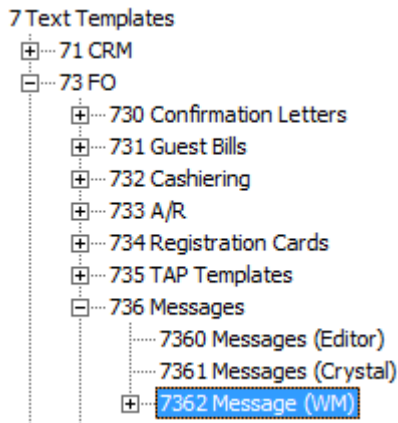 7 Text Templates
71 CRM
73 FO
730 Confirmation Letters
731 Guest Bills
732 Cashiering
733 A/R
734 Registration Cards
735 TAP Templates
736 Messages
7360 Messages (Editor)
7361 Messages (Crystal)
7362 Message (WM)